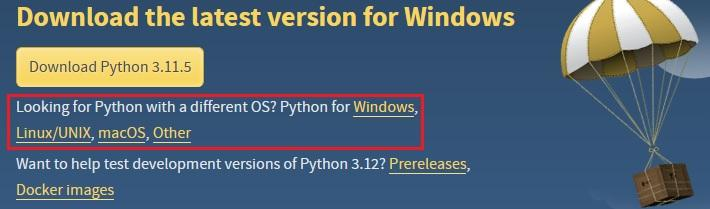 Download the latest version for Windows
Download Python 3.11.5
Looking for Python with a different OS? Python for Windows,
Linux/UNIX, macOS, Other
Want to help test development versions of Python 3.12? Prereleases,
Docker images